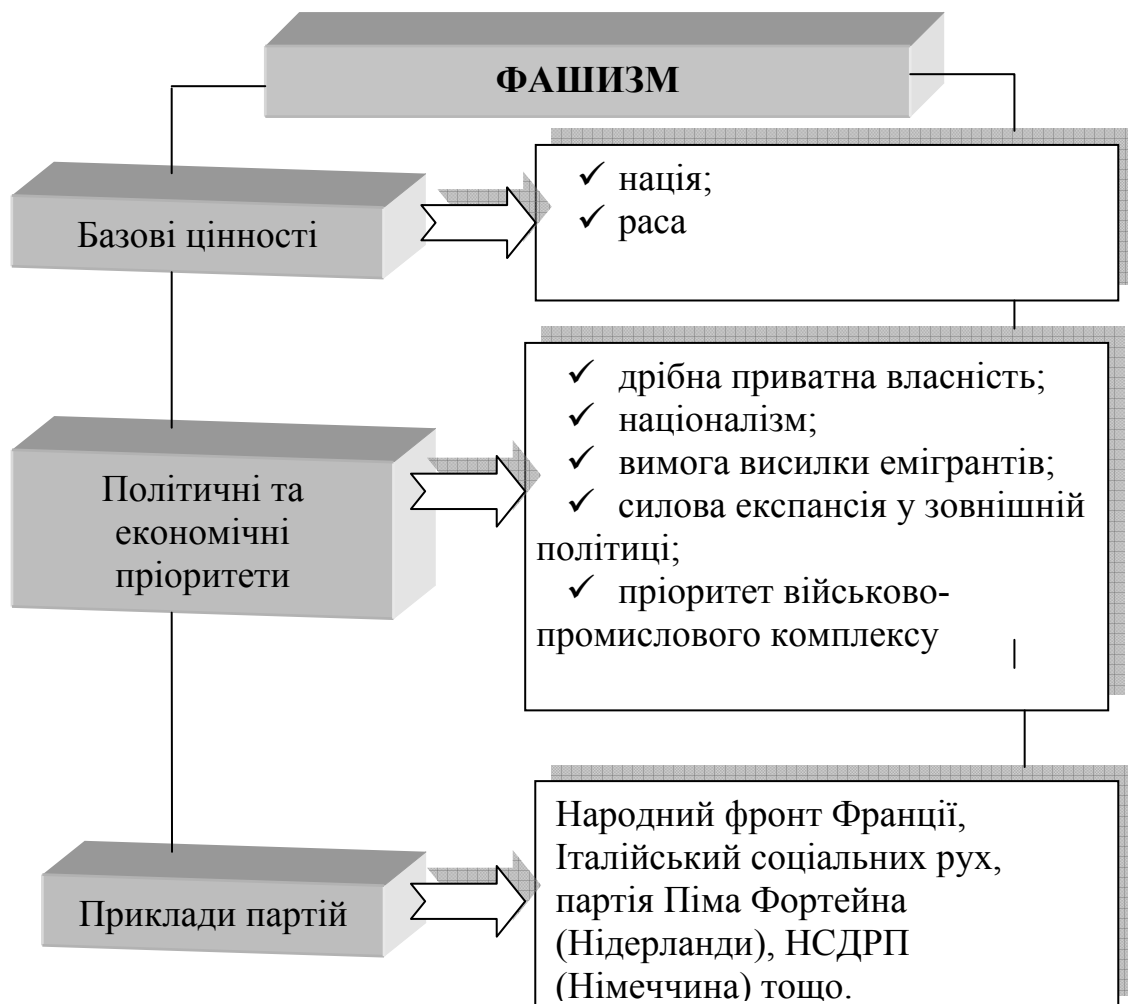 ФАШИЗМ
Базові цінності
✓ нація;
✓ раса
Політичні та
економічні
пріоритети
✓ дрібна приватна власність;
✓ націоналізм;
✓ вимога висилки емігрантів;
✓ силова експансія у зовнішній
політиці;
✓ пріоритет військово-
промислового комплексу
Приклади партій
Народний фронт Франції,
Італійський соціальних рух,
партія Піма Фортейна
(Нідерланди), НСДРП
(Німеччина) тощо.